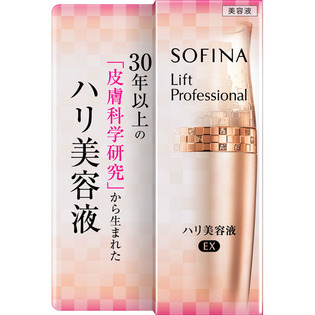 30年以上の
「皮膚科学研究」から生まれた
ハリ美容液
美容液
SOFINA
Lift
Professional
ハリ美容液
EX